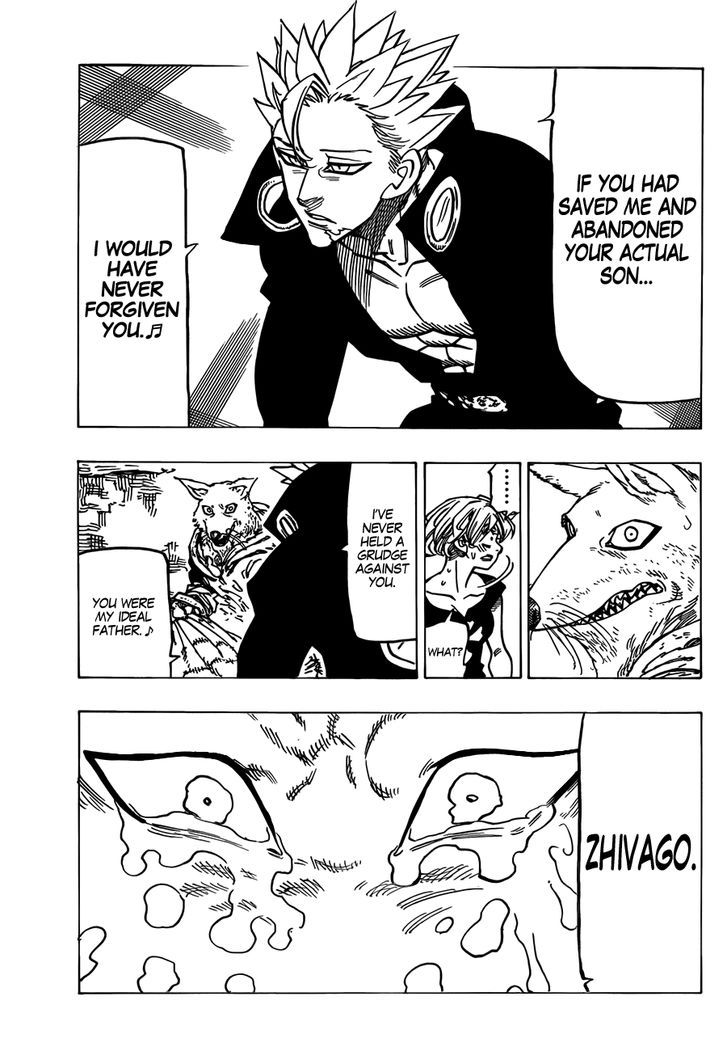 IF YOU HAD
SAVED ME AND
ABANDONED
YOUR ACTUAL
SON...
I WOULD
HAVE
NEVER
FORGIVEN
YOU.♬
........
WHAT?
I'VE
NEVER
HELD A
GRUDGE
AGAINST
YOU.
YOU WERE
MY IDEAL
FATHER.♪
ZHIVAGO.